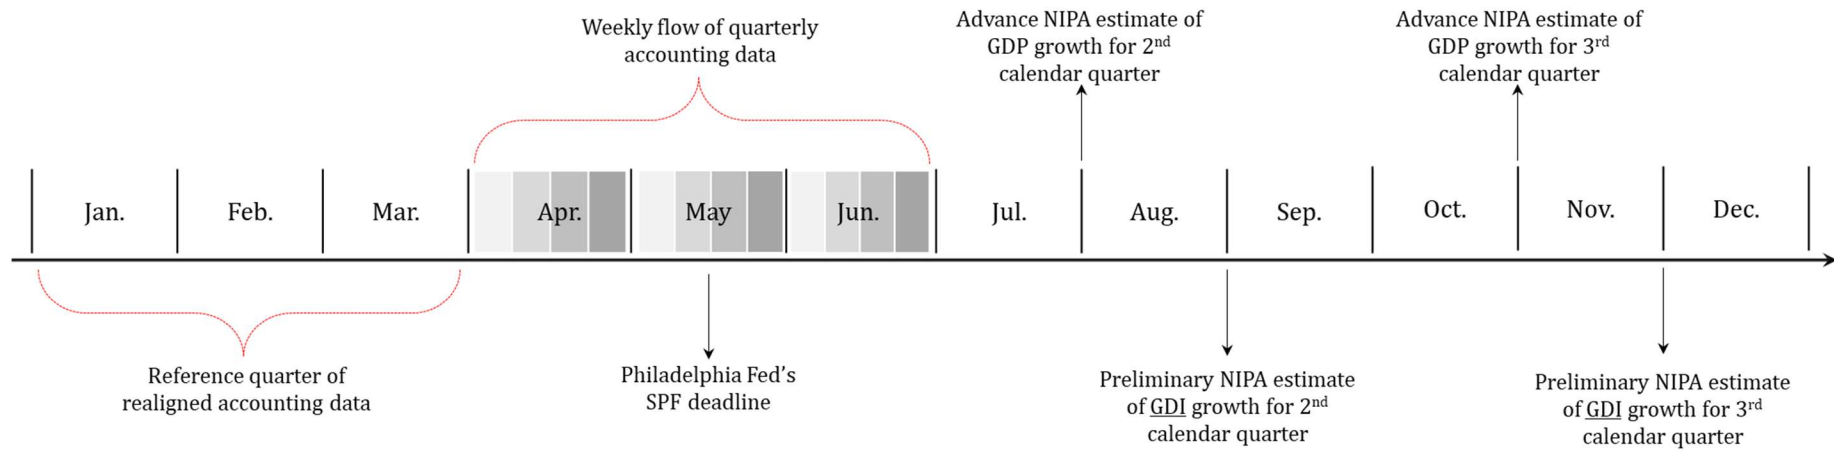 Weekly flow of quarterly
accounting data
Advance NIPA estimate of
GDP growth for 2nd
calendar quarter
Advance NIPA estimate of
GDP growth for 3rd
calendar quarter
Jan.
Feb.
Mar.
Apr.
May
Jun.
Jul.
Aug.
Sep.
Oct.
Nov.
Dec.
Reference quarter of
realigned accounting data
Philadelphia Fed's
SPF deadline
Preliminary NIPA estimate
of GDI growth for 2nd
calendar quarter
Preliminary NIPA estimate
of GDI growth for 3rd
calendar quarter